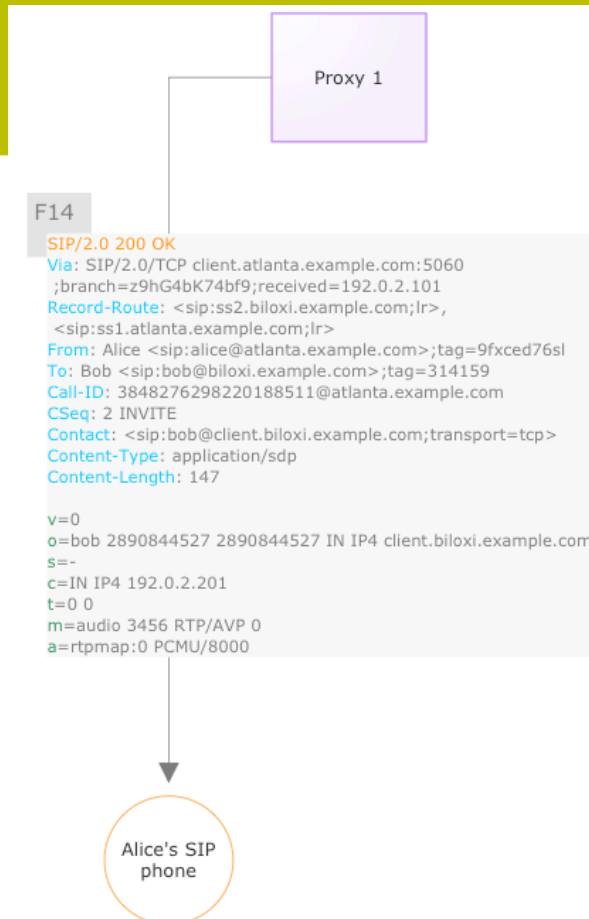 Proxy 1
F14
SIP/2.0 200 OK
Via: SIP/2.0/TCP client.atlanta.example.com:5060
;branch=z9hG4bK74bf9;received=192.0.2.101
Record-Route: <sip:ss2.biloxi.example.com;lr>,
<sip:ss1.atlanta.example.com;lr>
From: Alice <sip:alice@atlanta.example.com>;tag=9fxced76sl
To: Bob <sip:bob@biloxi.example.com>;tag=314159
Call-ID: 3848276298220188511@atlanta.example.com
CSeq: 2 INVITE
Contact: <sip:bob@client.biloxi.example.com;transport=tcp>
Content-Type: application/sdp
Content-Length: 147
v=0
o=bob 2890844527 2890844527 IN IP4 client.biloxi.example.com
s=-
c=IN IP4 192.0.2.201
t=0 0
m=audio 3456 RTP/AVP 0
a=rtpmap:0 PCMU/8000
Alice's SIP
phone